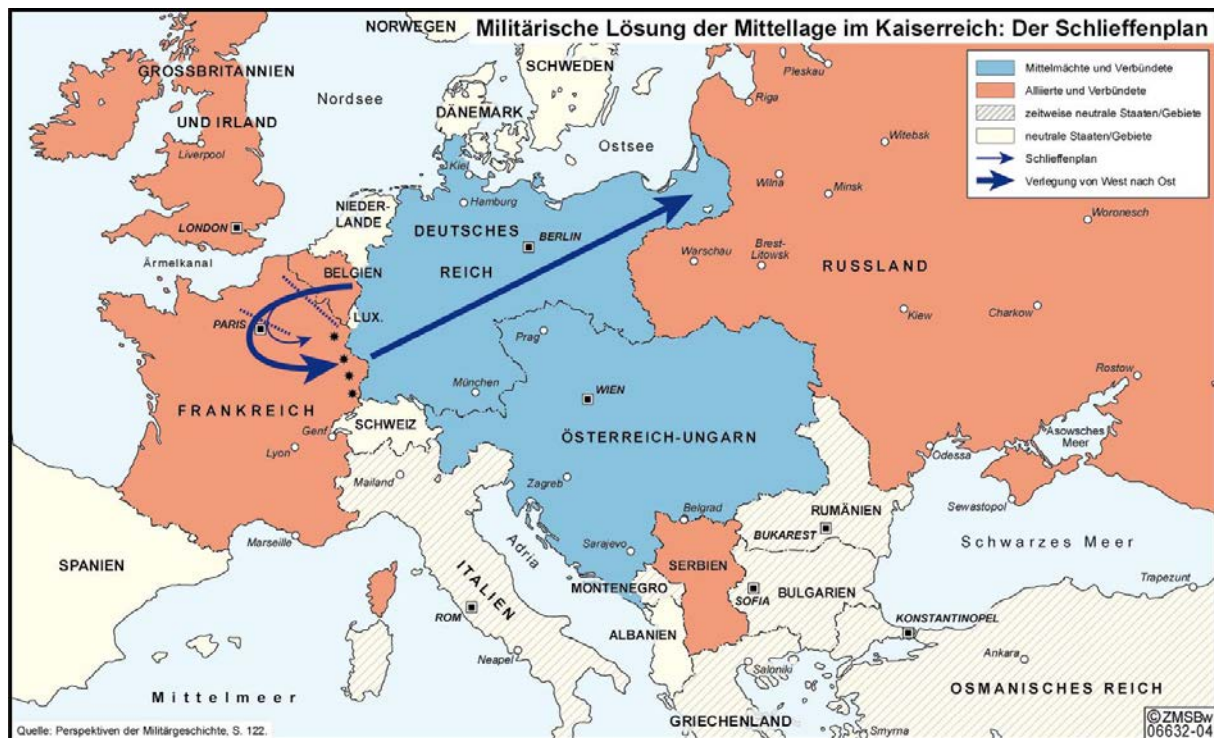 Militärische Lösung der Mittellage im Kaiserreich: Der Schlieffenplan
Mittelmächte und Verbündete
Alliierte und Verbündete
zeitweise neutrale Staaten/Gebiete
neutrale Staaten/Gebiete
Schlieffenplan
Verlegung von West nach Ost
NORWEGEN
SCHWEDEN
Pleskau
GROSSBRITANNIEN
UND IRLAND
Nordsee
DÄNEMARK
Riga
Ostsee
Witebsk
Liverpool
Kiel
Wilna
Minsk
Hamburg
NIEDER-
LANDE
Woronesch
LONDON
DEUTSCHES
REICH
BERLIN
Warschau
Brest-
Litowsk
RUSSLAND
Ärmelkanal
BELGIEN
LUX.
PARIS
Prag
Kiew
Charkow
München
WIEN
Rostow
FRANKREICH
SCHWEIZ
Genf
Lyon
ÖSTERREICH-UNGARN
Asowsches
Meer
Odessa
Mailand
Zagreb
Belgrad
Sewastopol
RUMÄNIEN
BUKAREST
Marseille
Adria
Sarajevo
SERBIEN
Schwarzes Meer
SPANIEN
ITALIEN
MONTENEGRO
SOFIA
BULGARIEN
Trapezunt
ROM
ALBANIEN
KONSTANTINOPEL
Neapel
Saloniki
Ankara
Mittelmeer
OSMANISCHES REICH
GRIECHENLAND
Smyrna
Quelle: Perspektiven der Militärgeschichte, S. 122.
©ZMSBw
06632-04